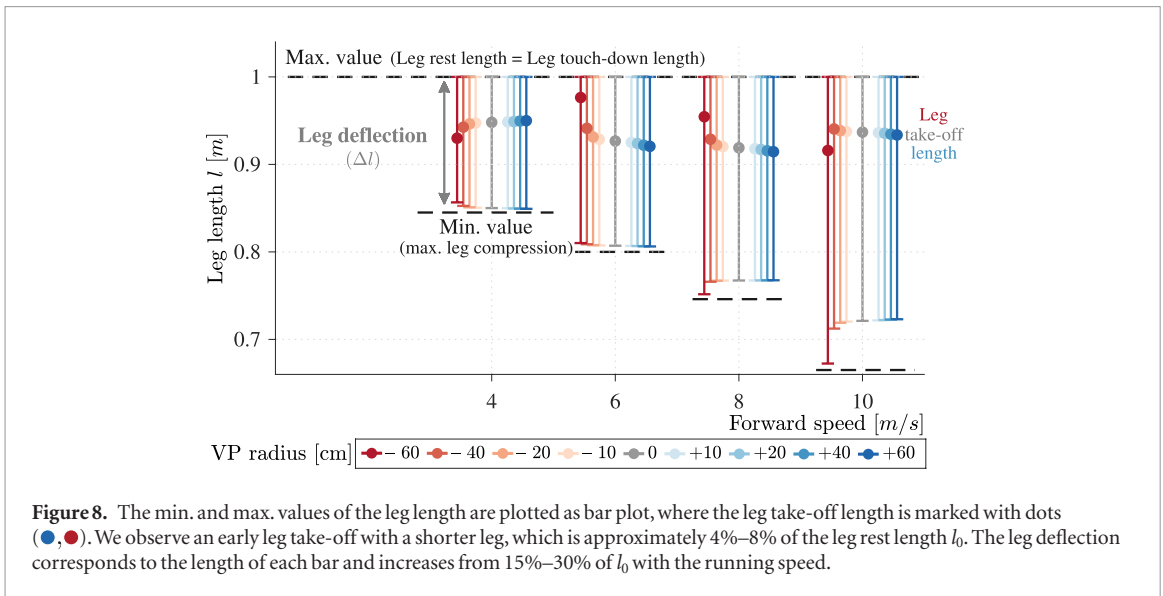 Max. value (Leg rest length = Leg touch-down length)
1
0.9
0.8
0.7
Leg length l [m]
Leg deflection
(Δl)
Min. value
(max. leg compression)
Leg
take-off
length
4 6 8 10
Forward speed [m/s]
VP radius [cm] − 60 − 40 − 20 − 10 0 +10 +20 +40 +60
Figure 8. The min. and max. values of the leg length are plotted as bar plot, where the leg take-off length is marked with dots
(●,●). We observe an early leg take-off with a shorter leg, which is approximately 4%–8% of the leg rest length l₀. The leg deflection
corresponds to the length of each bar and increases from 15%–30% of l₀ with the running speed.